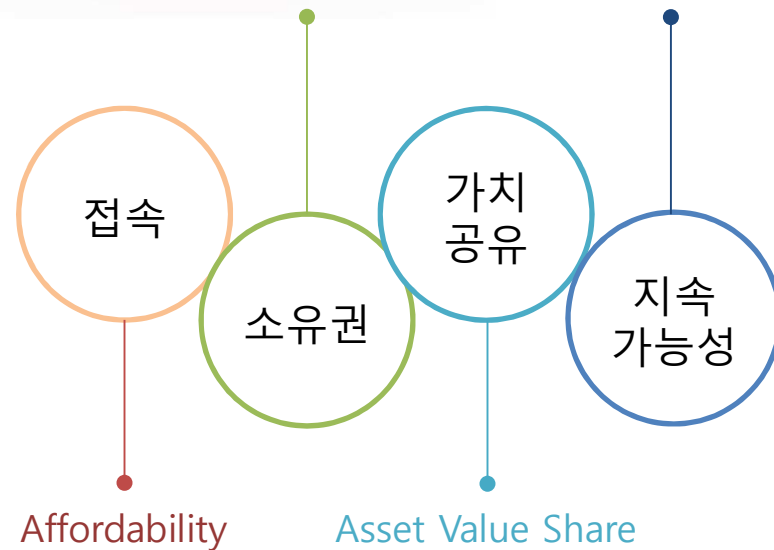 접속
소유권
가치
공유
지속
가능성
Affordability
Asset Value Share